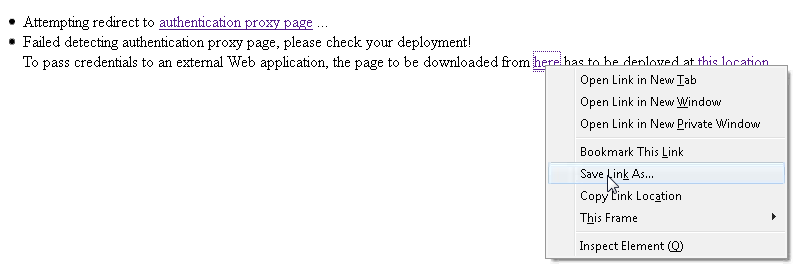 Attempting redirect to authentication proxy page ...
Failed detecting authentication proxy page, please check your deployment!
To pass credentials to an external Web application, the page to be downloaded from here has to be deployed at this location
Open Link in New Tab
Open Link in New Window
Open Link in New Private Window
Bookmark This Link
Save Link As...
Copy Link Location
This Frame
Inspect Element (Q)